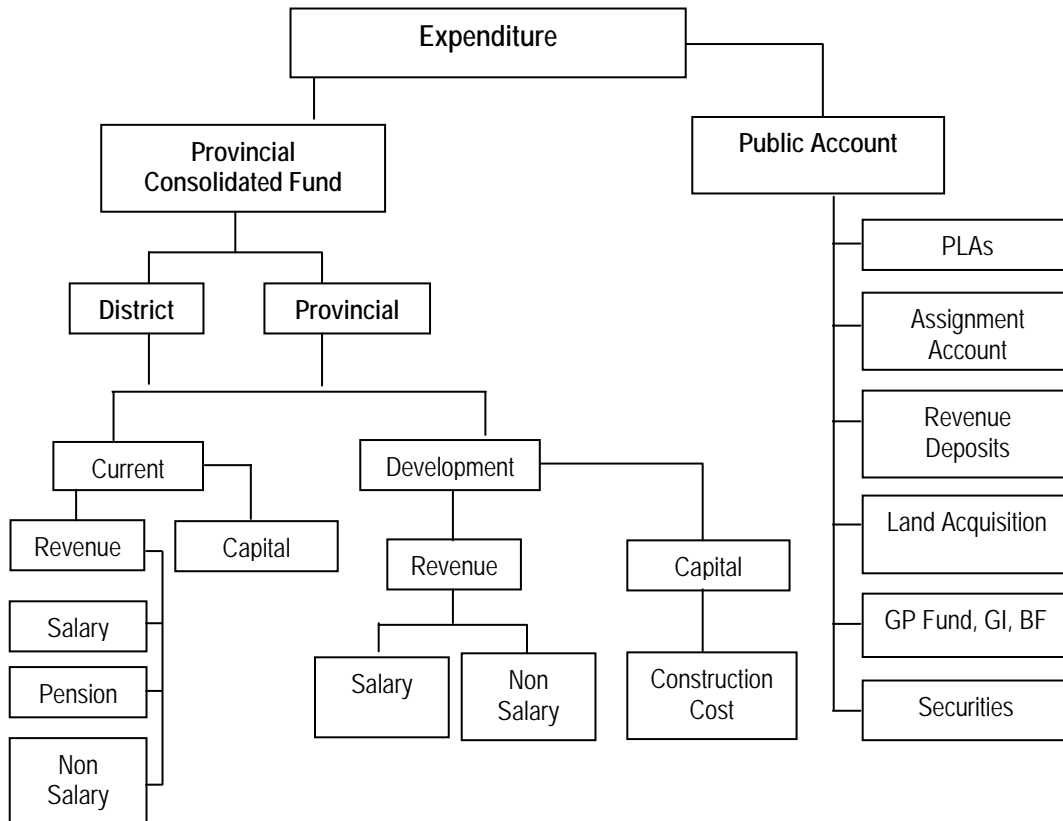 Expenditure
Provincial
Consolidated Fund
Public Account
PLAs
District
Provincial
Assignment
Account
Revenue
Deposits
Current
Development
Land Acquisition
Revenue
Capital
Revenue
Capital
GP Fund, GI, BF
Salary
Salary
Non
Salary
Construction
Cost
Pension
Securities
Non
Salary